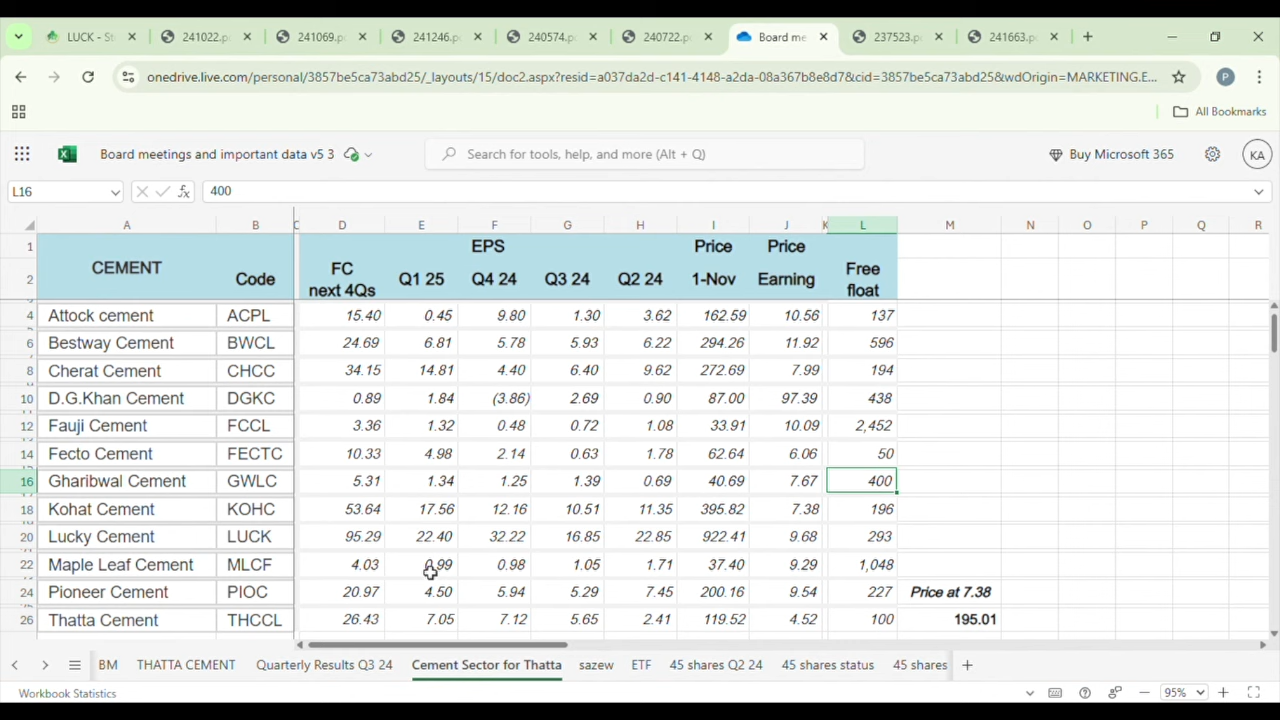 LUCK - St
241022.p
241069.p
241246.p
240574.p
240722.p
Board me
237523.p
241663.p
onedrive.live.com/personal/3857be5ca73abd25/_layouts/15/doc2.aspx?resid=a037da2d-c141-4148-a2da-08a367b8e8d7&cid=3857be5ca73abd25&wdOrigin=MARKETING.E...
P
All Bookmarks
Board meetings and important data v5 3
Search for tools, help, and more (Alt + Q)
Buy Microsoft 365
KA
L16
fx
400
A B C D E F G H I J K L M N O P Q R
1 EPS Price Price
2 CEMENT Code FC next 4Qs Q1 25 Q4 24 Q3 24 Q2 24 1-Nov Earning Free float
4 Attock cement ACPL 15.40 0.45 9.80 1.30 3.62 162.59 10.56 137
6 Bestway Cement BWCL 24.69 6.81 5.78 5.93 6.22 294.26 11.92 596
8 Cherat Cement CHCC 34.15 14.81 4.40 6.40 9.62 272.69 7.99 194
10 D.G.Khan Cement DGKC 0.89 1.84 (3.86) 2.69 0.90 87.00 97.39 438
12 Fauji Cement FCCL 3.36 1.32 0.48 0.72 1.08 33.91 10.09 2,452
14 Fecto Cement FECTC 10.33 4.98 2.14 0.63 1.78 62.64 6.06 50
16 Gharibwal Cement GWLC 5.31 1.34 1.25 1.39 0.69 40.69 7.67 400
18 Kohat Cement KOHC 53.64 17.56 12.16 10.51 11.35 395.82 7.38 196
20 Lucky Cement LUCK 95.29 22.40 32.22 16.85 22.85 922.41 9.68 293
22 Maple Leaf Cement MLCF 4.03 0.99 0.98 1.05 1.71 37.40 9.29 1,048
24 Pioneer Cement PIOC 20.97 4.50 5.94 5.29 7.45 200.16 9.54 227 Price at 7.38
26 Thatta Cement THCCL 26.43 7.05 7.12 5.65 2.41 119.52 4.52 100 195.01
BM THATTA CEMENT Quarterly Results Q3 24 Cement Sector for Thatta sazew ETF 45 shares Q2 24 45 shares status 45 shares
Workbook Statistics
95%